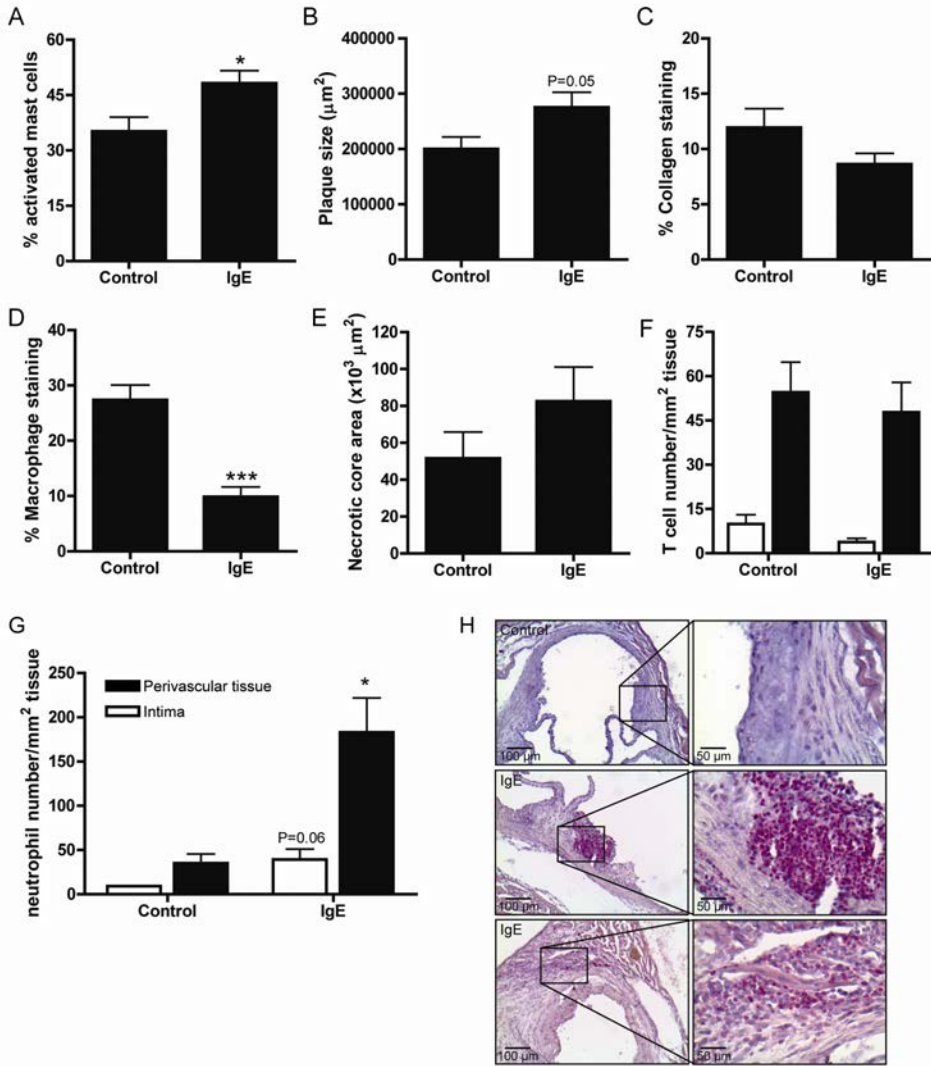 A
% activated mast cells
60
45
30
15
0
*
Control
IgE
B
Plaque size (μm²)
400000
300000
200000
100000
0
P=0.05
Control
IgE
C
% Collagen staining
20
15
10
5
0
Control
IgE
D
% Macrophage staining
40
30
20
10
0
***
Control
IgE
E
Necrotic core area (x10³ μm²)
120
100
80
60
40
20
0
Control
IgE
F
T cell number/mm² tissue
75
60
45
30
15
0
Control
IgE
G
neutrophil number/mm² tissue
250
200
150
100
50
0
Perivascular tissue
Intima
P=0.06
*
Control
IgE
H
Control
100 μm
50 μm
IgE
100 μm
50 μm
IgE
100 μm
50 μm